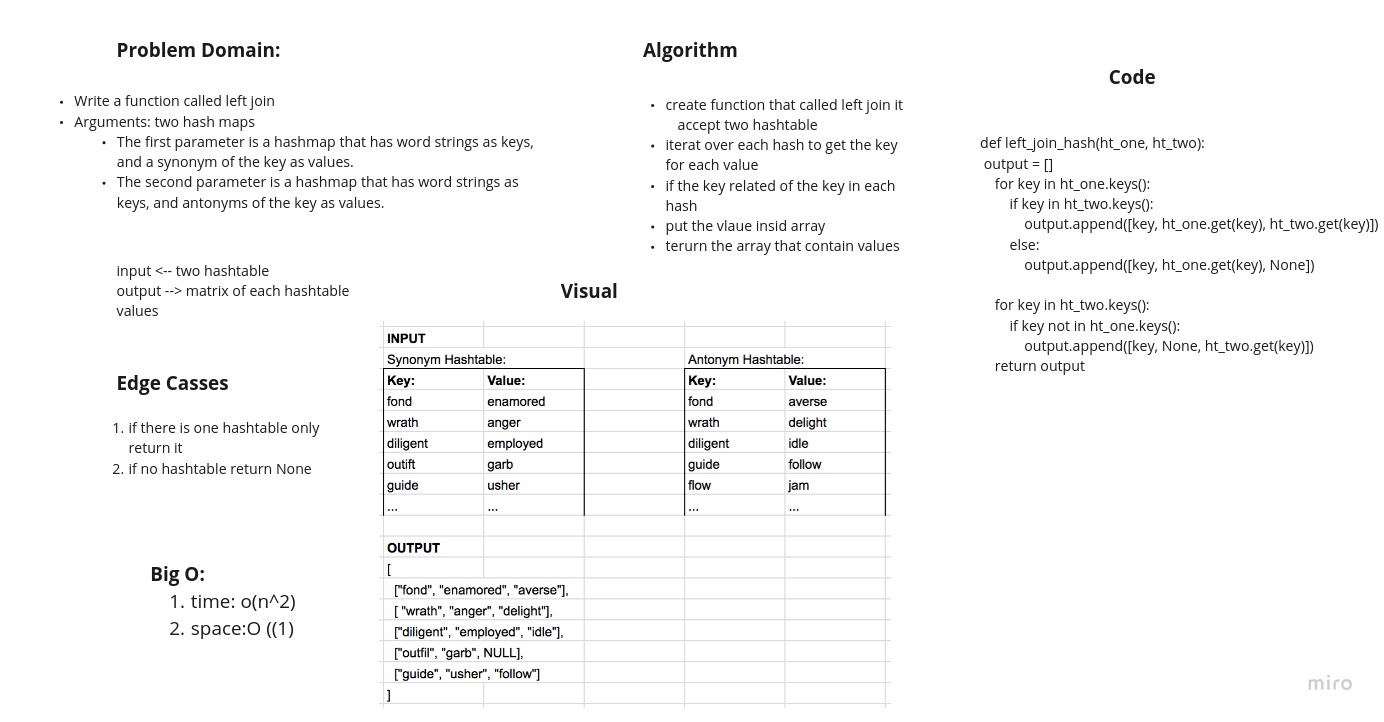 Problem Domain:
• Write a function called left join
• Arguments: two hash maps
• The first parameter is a hashmap that has word strings as keys,
and a synonym of the key as values.
• The second parameter is a hashmap that has word strings as
keys, and antonyms of the key as values.
input <-- two hashtable
output --> matrix of each hashtable
values
Edge Casses
1. if there is one hashtable only
return it
2. if no hashtable return None
Big O:
1. time: o(n^2)
2. space:O ((1)
Algorithm
• create function that called left join it
accept two hashtable
• iterat over each hash to get the key
for each value
• if the key related of the key in each
hash
• put the vlaue insid array
• terurn the array that contain values
Visual
INPUT
Synonym Hashtable: Antonym Hashtable:
Key: Value: Key: Value:
fond enamored fond averse
wrath anger wrath delight
diligent employed diligent idle
outift garb guide follow
guide usher flow jam
... ... ... ...
OUTPUT
[
["fond", "enamored", "averse"],
[ "wrath", "anger", "delight"],
["diligent", "employed", "idle"],
["outfil", "garb", NULL],
["guide", "usher", "follow"]
]
Code
def left_join_hash(ht_one, ht_two):
output = []
for key in ht_one.keys():
if key in ht_two.keys():
output.append([key, ht_one.get(key), ht_two.get(key)])
else:
output.append([key, ht_one.get(key), None])
for key in ht_two.keys():
if key not in ht_one.keys():
output.append([key, None, ht_two.get(key)])
return output
miro